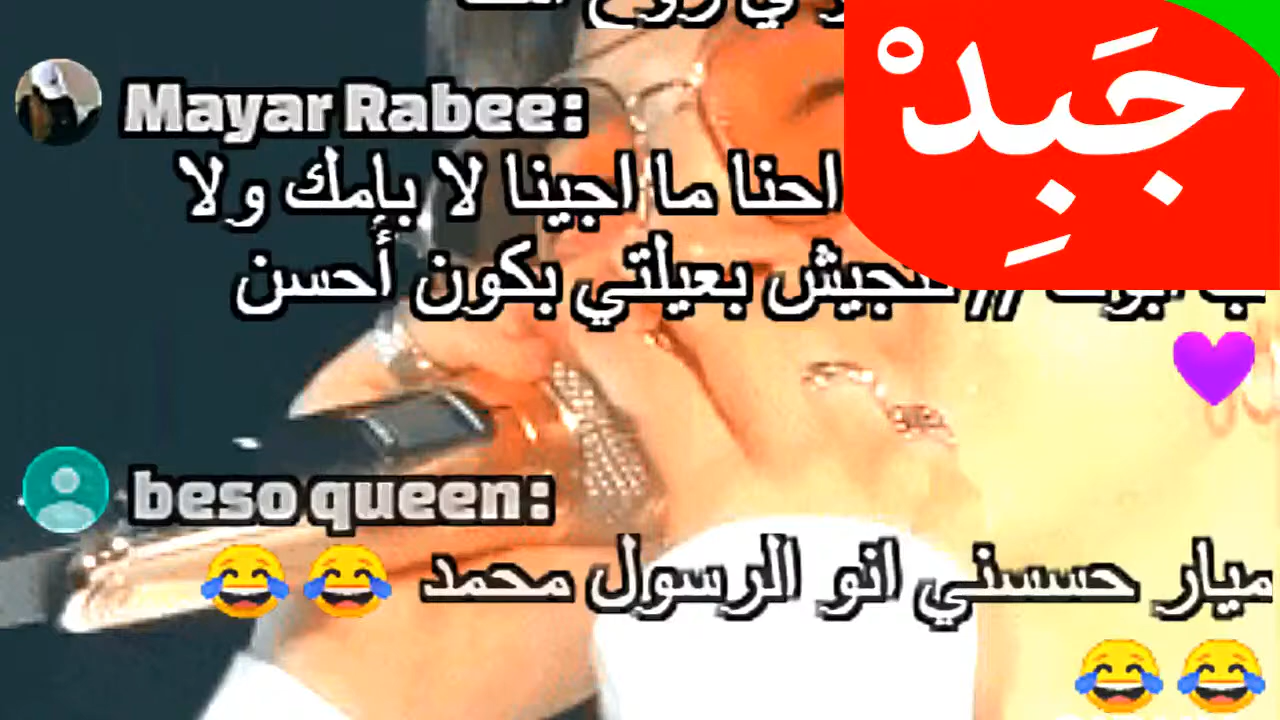 جَبِدْه
Mayar Rabee:
احنا ما اجينا لا بإمك ولا
بعيلتي بكون أحسن
💜
beso queen:
ميار حسسني انو الرسول محمد 😂😂
😂😂